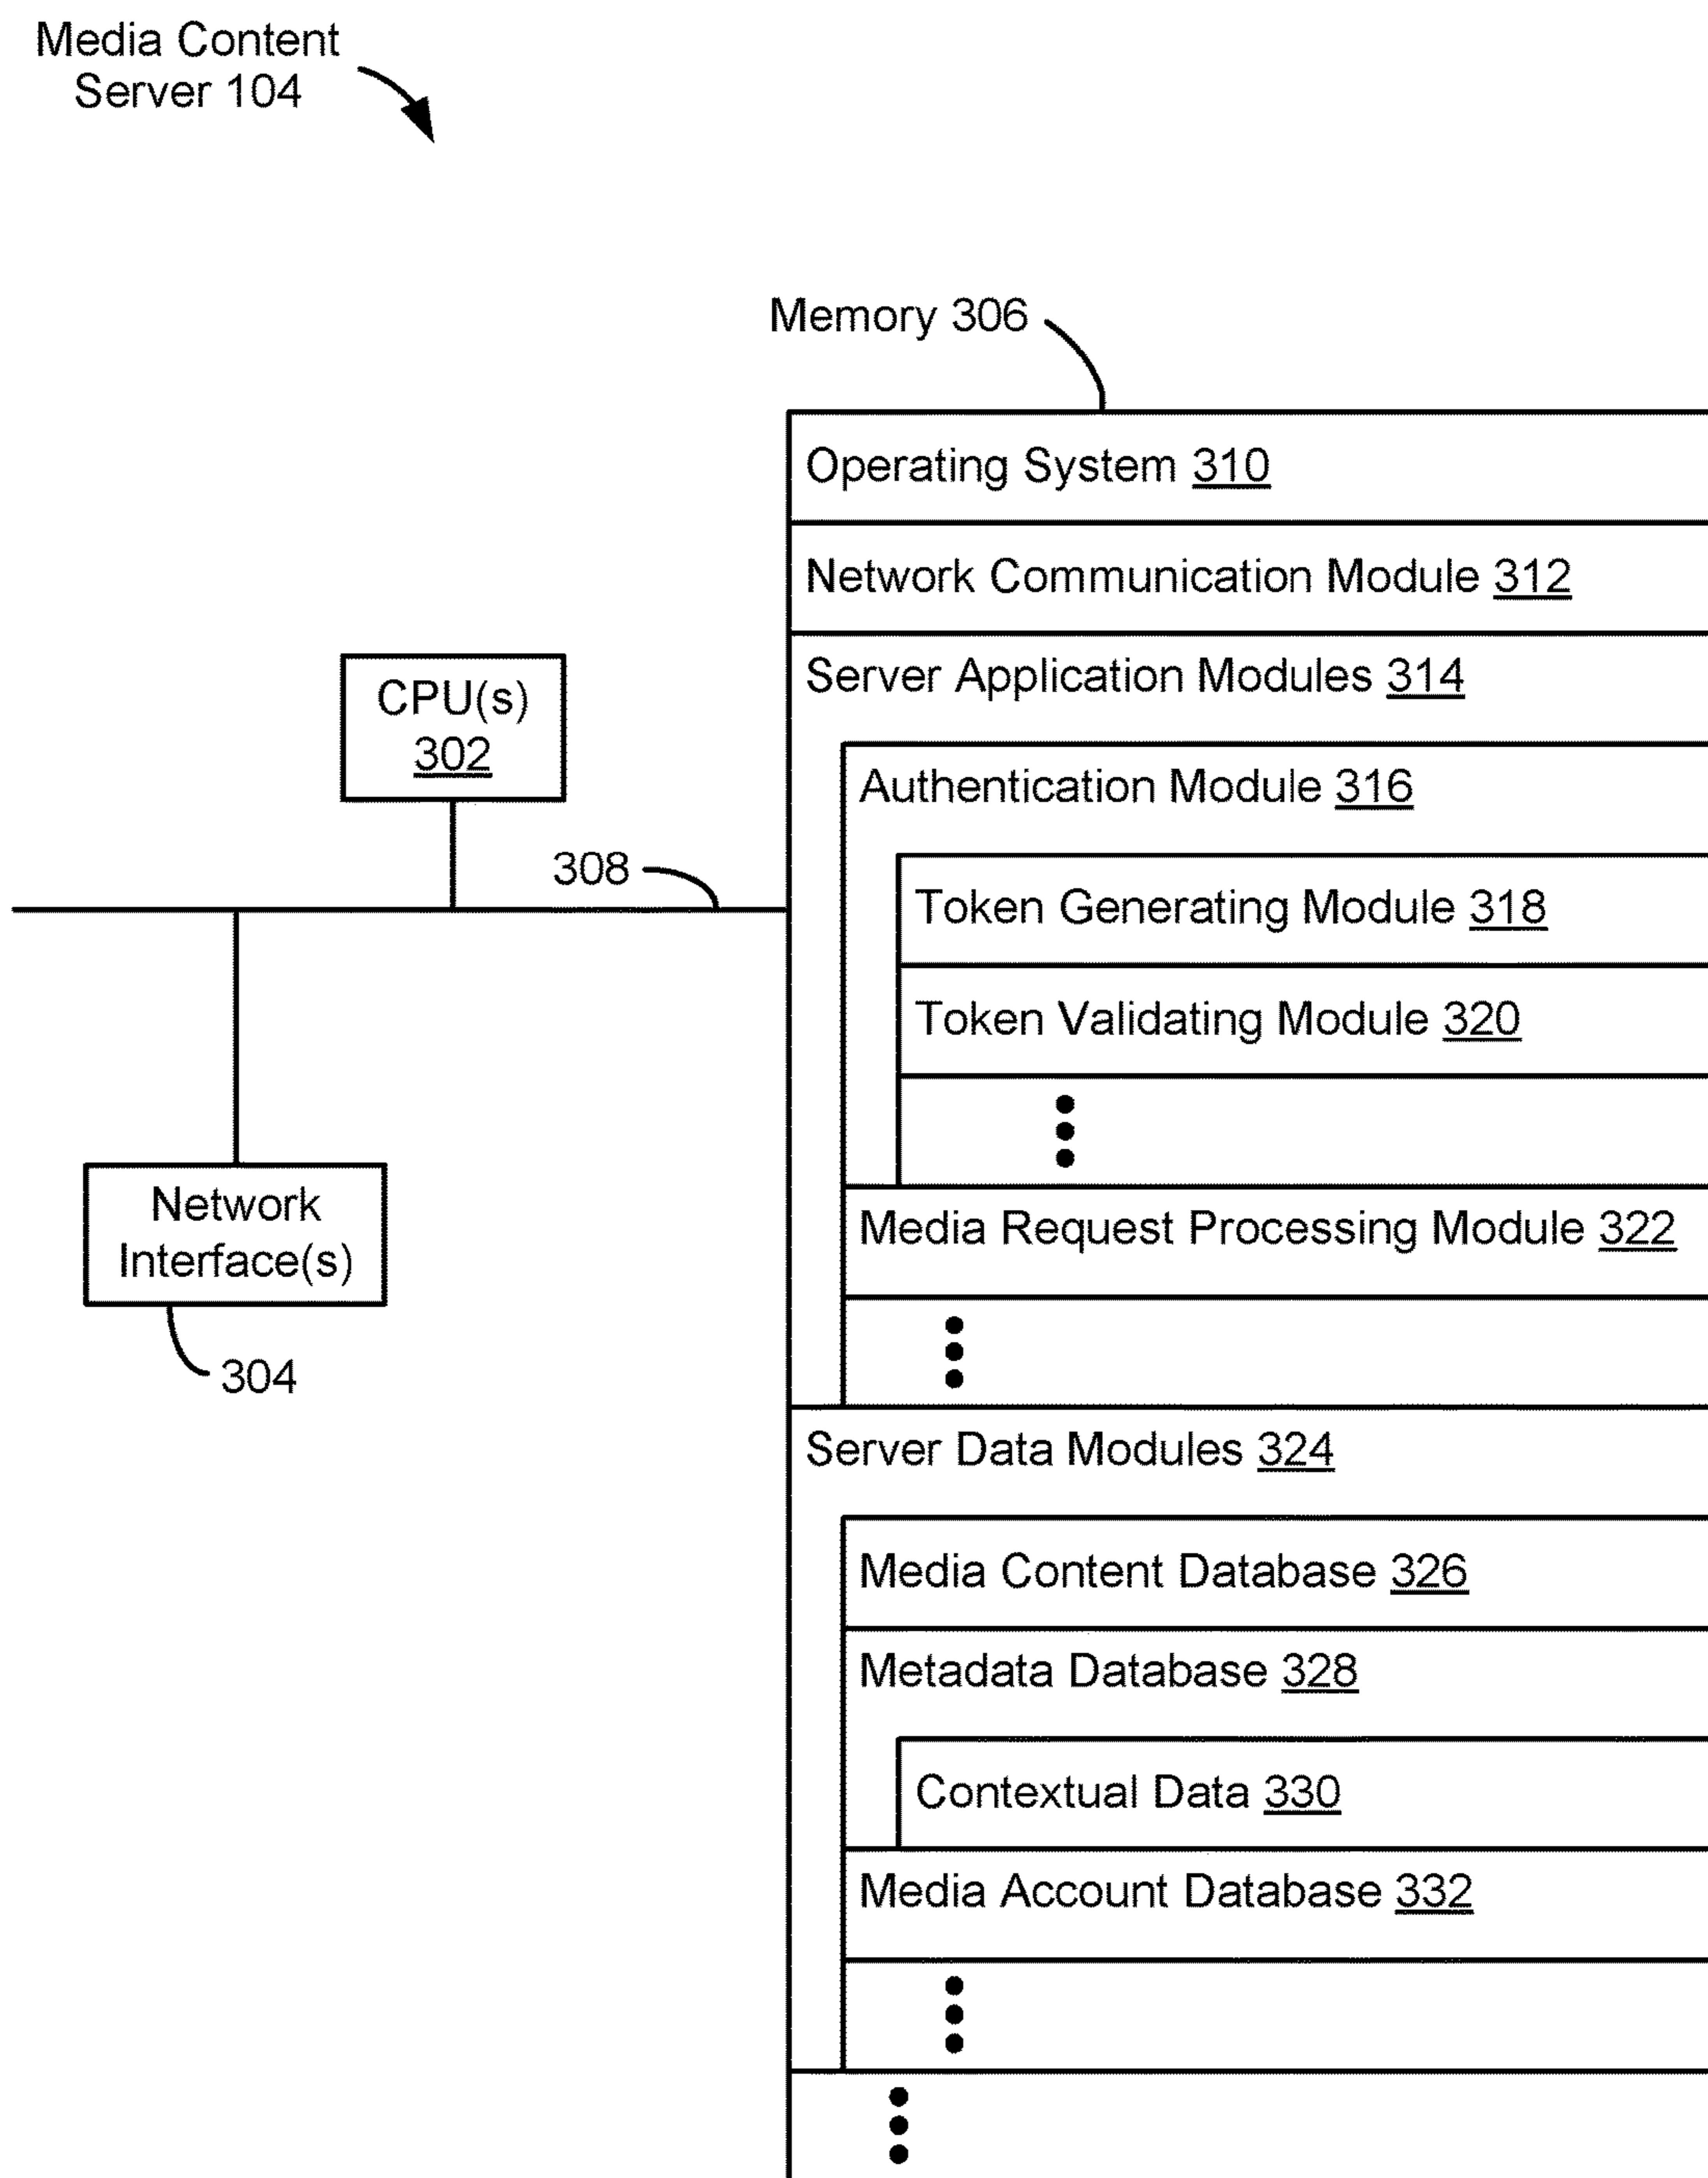 Media Content
Server 104
Memory 306
Operating System 310
Network Communication Module 312
Server Application Modules 314
CPU(s)
302
Authentication Module 316
308
Token Generating Module 318
Token Validating Module 320
Network
Interface(s)
304
Media Request Processing Module 322
Server Data Modules 324
Media Content Database 326
Metadata Database 328
Contextual Data 330
Media Account Database 332